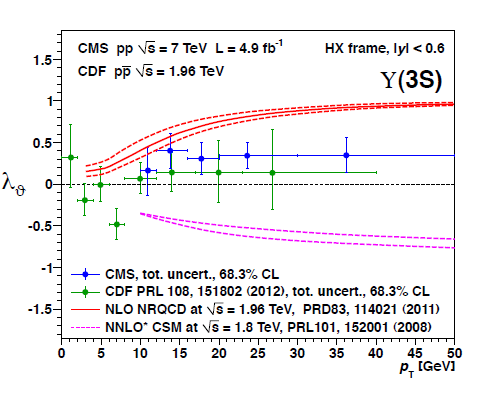 CMS pp √s = 7 TeV L = 4.9 fb⁻¹ HX frame, |y| < 0.6
CDF pp̅ √s = 1.96 TeV
ϒ(3S)
1.5
1
0.5
0
-0.5
-1
-1.5
λ_ϑ
CMS, tot. uncert., 68.3% CL
CDF PRL 108, 151802 (2012), tot. uncert., 68.3% CL
NLO NRQCD at √s = 1.96 TeV, PRD83, 114021 (2011)
NNLO* CSM at √s = 1.8 TeV, PRL101, 152001 (2008)
0 5 10 15 20 25 30 35 40 45 50
p_T [GeV]